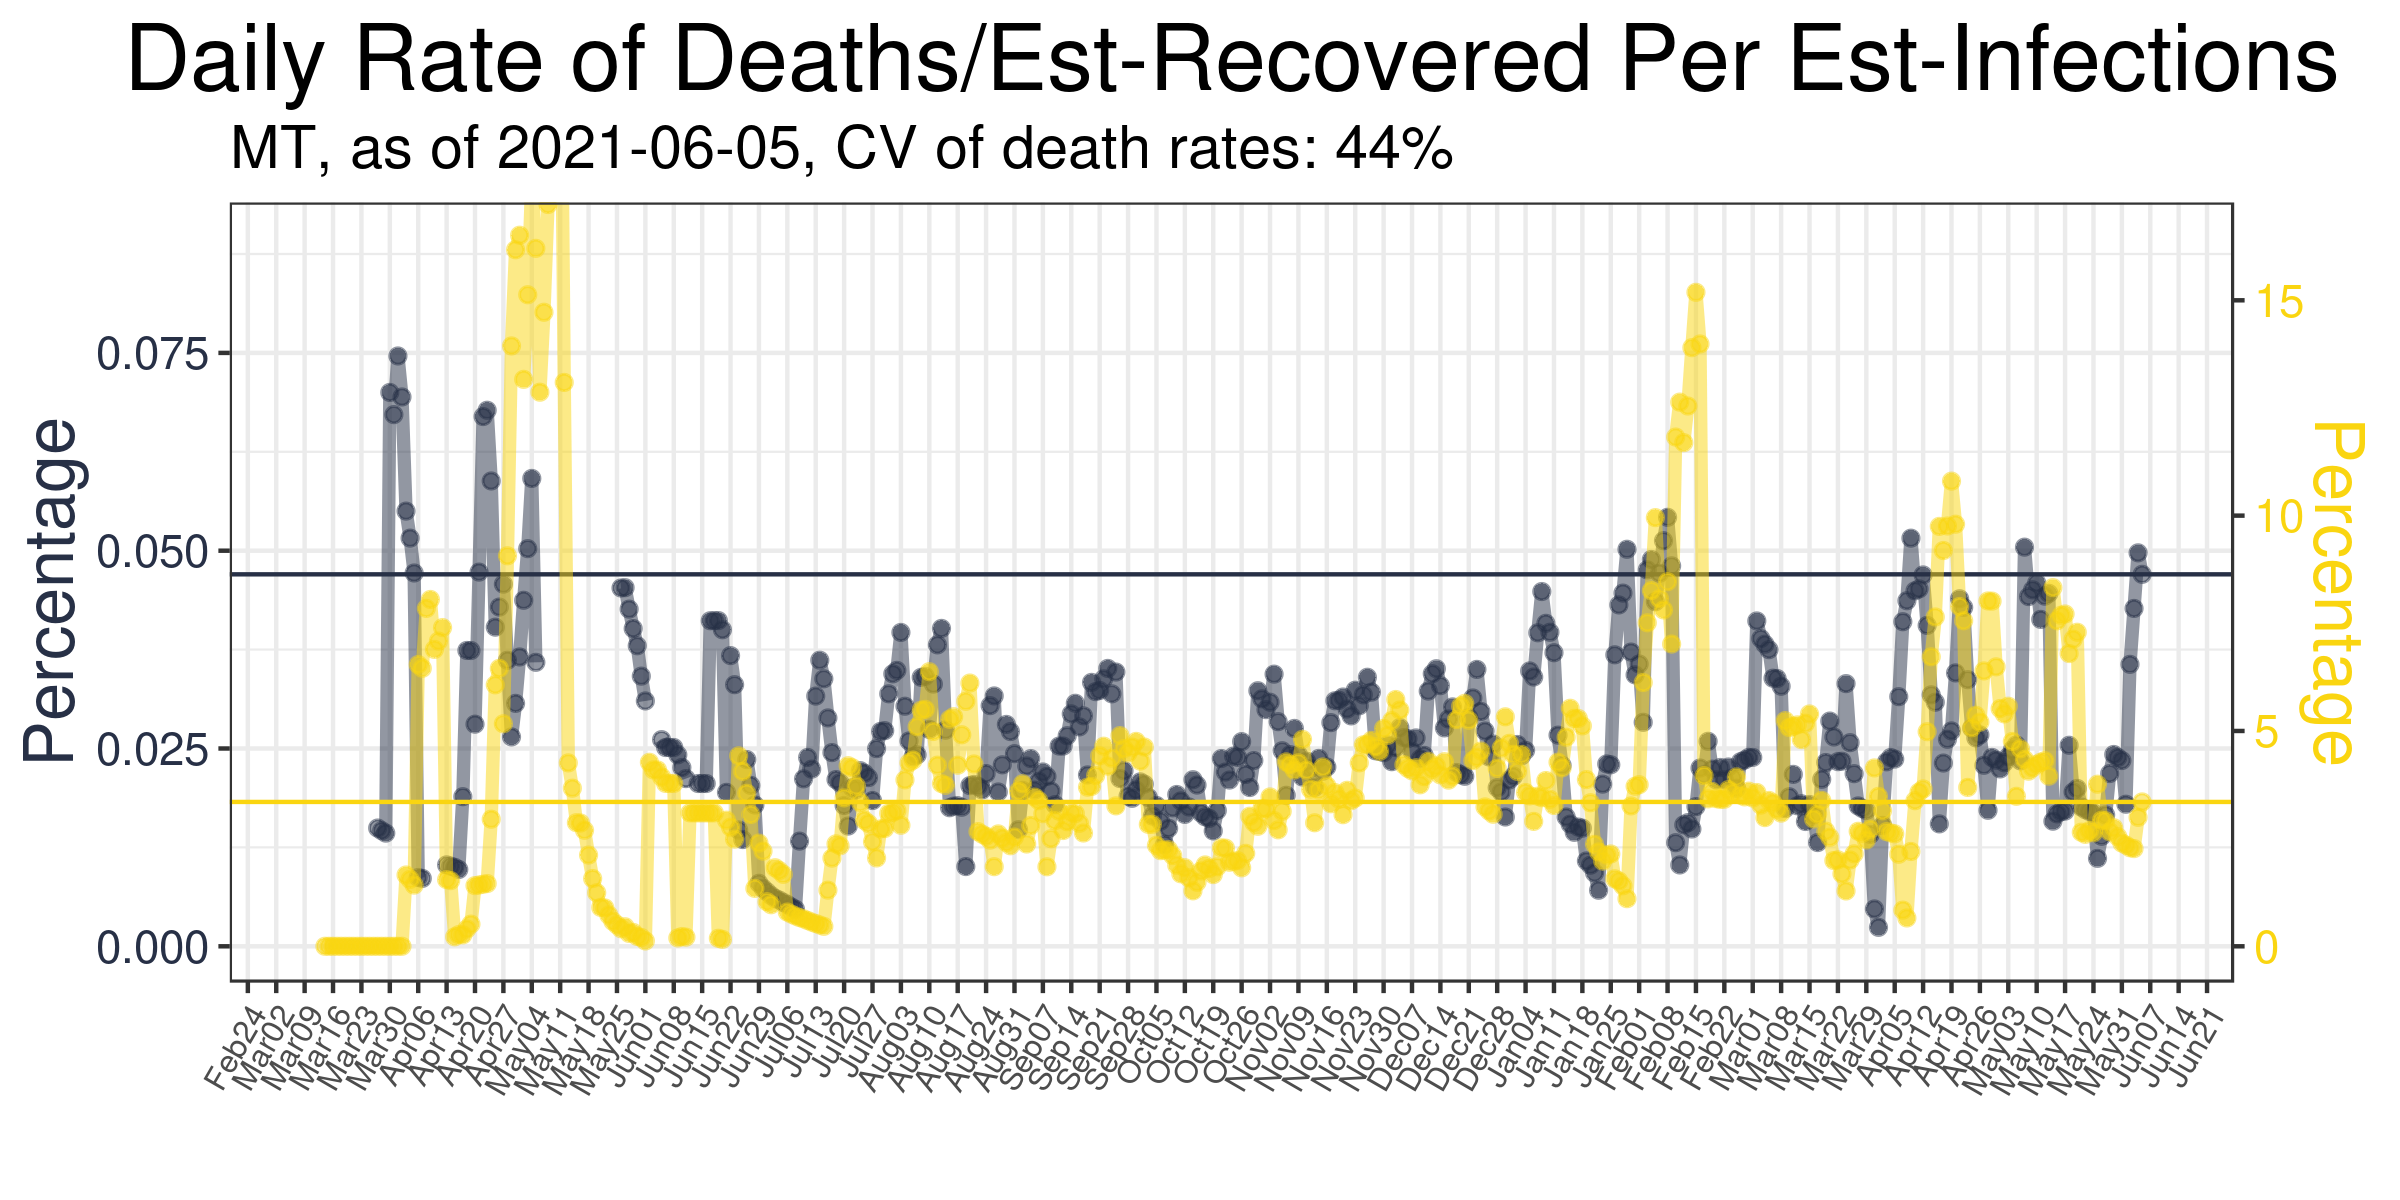 Daily Rate of Deaths/Est-Recovered Per Est-Infections
MT, as of 2021-06-05, CV of death rates: 44%
Percentage
0.075
0.050
0.025
0.000
15
10
5
0
Percentage
Feb24
Mar02
Mar09
Mar16
Mar23
Mar30
Apr06
Apr13
Apr20
Apr27
May04
May11
May18
May25
Jun01
Jun08
Jun15
Jun22
Jun29
Jul06
Jul13
Jul20
Jul27
Aug03
Aug10
Aug17
Aug24
Aug31
Sep07
Sep14
Sep21
Sep28
Oct05
Oct12
Oct19
Oct26
Nov02
Nov09
Nov16
Nov23
Nov30
Dec07
Dec14
Dec21
Dec28
Jan04
Jan11
Jan18
Jan25
Feb01
Feb08
Feb15
Feb22
Mar01
Mar08
Mar15
Mar22
Mar29
Apr05
Apr12
Apr19
Apr26
May03
May10
May17
May24
May31
Jun07
Jun14
Jun21